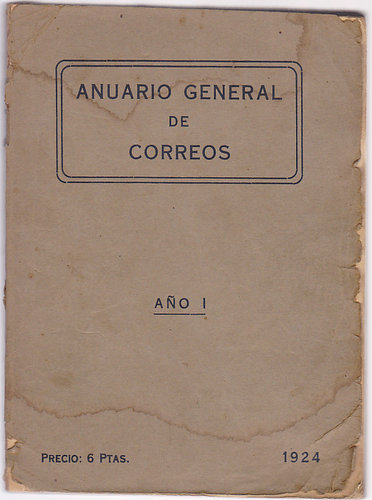 ANUARIO GENERAL
DE
CORREOS
AÑO I
PRECIO: 6 PTAS.
1924